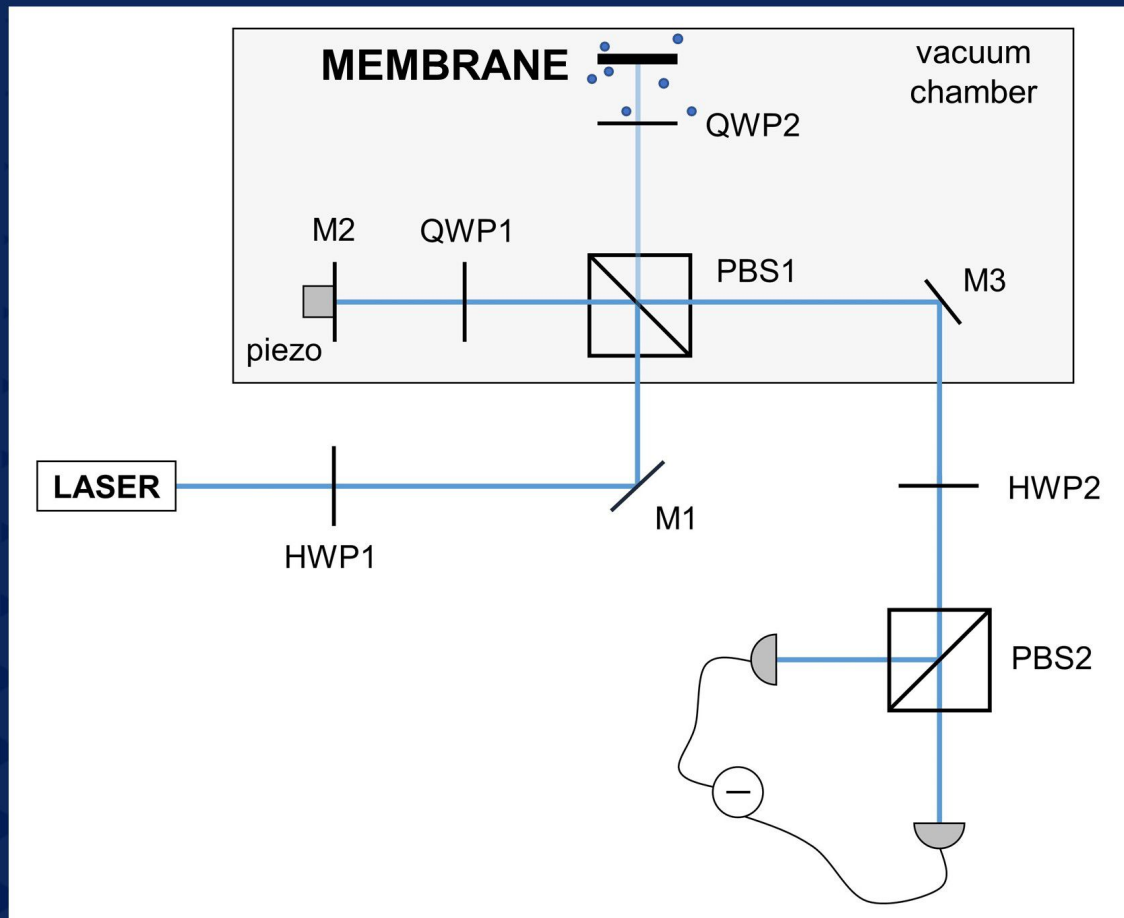 MEMBRANE
vacuum
chamber
QWP2
M2
QWP1
PBS1
M3
piezo
LASER
HWP1
M1
HWP2
PBS2
−